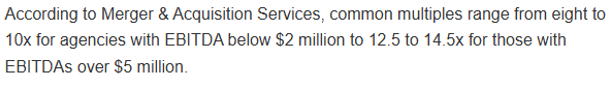 According to Merger & Acquisition Services, common multiples range from eight to
10x for agencies with EBITDA below $2 million to 12.5 to 14.5x for those with
EBITDAs over $5 million.